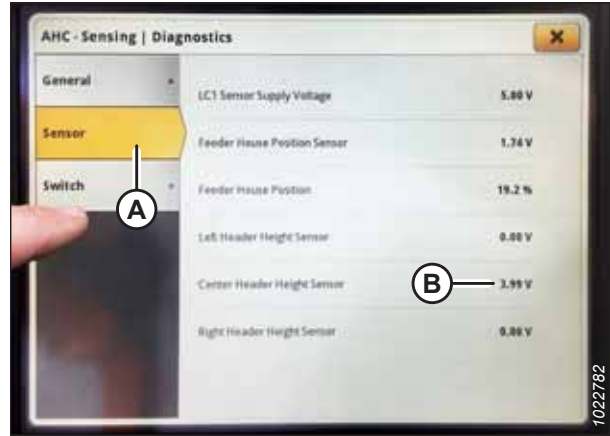 AHC - Sensing | Diagnostics
General
Sensor
Switch
LC1 Sensor Supply Voltage 5.00 V
Feeder House Position Sensor 1.74 V
Feeder House Position 19.2 %
Left Header Height Sensor 0.00 V
Center Header Height Sensor 3.99 V
Right Header Height Sensor 0.00 V
A
B
1022782